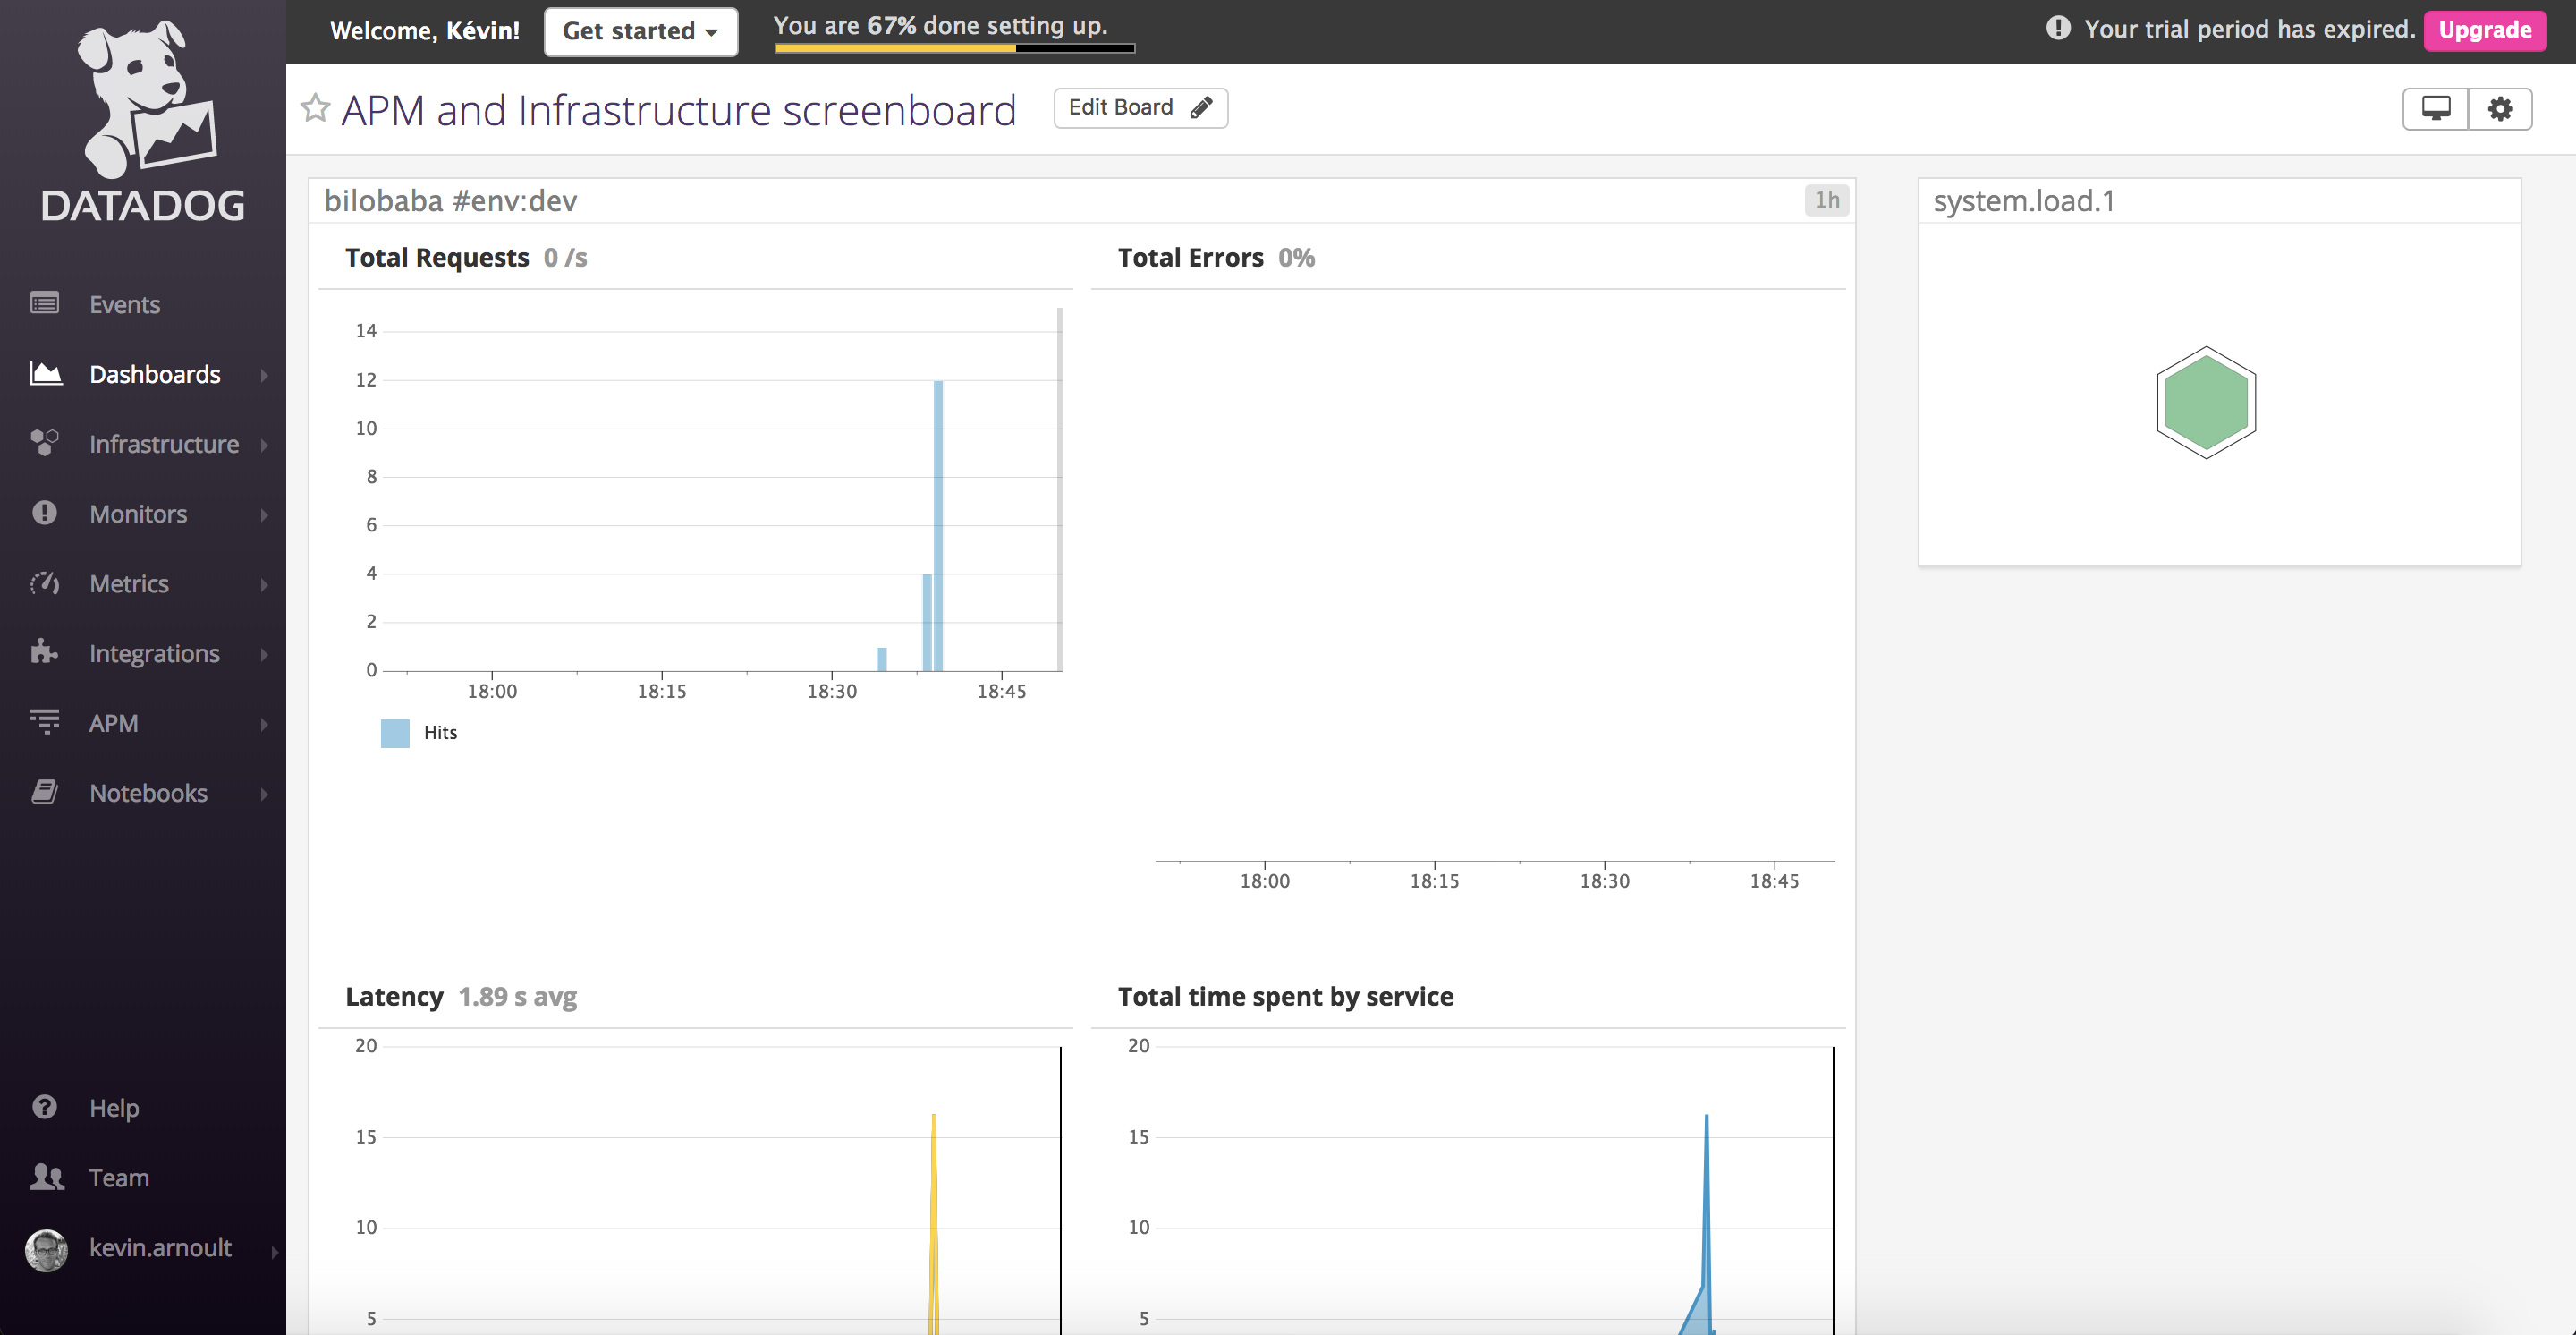 Welcome, Kévin!
Get started
You are 67% done setting up.
Your trial period has expired.
Upgrade
DATADOG
Events
Dashboards
Infrastructure
Monitors
Metrics
Integrations
APM
Notebooks
Help
Team
kevin.arnoult
APM and Infrastructure screenboard
Edit Board
bilobaba #env:dev
1h
Total Requests 0 /s
14
12
10
8
6
4
2
0
18:00 18:15 18:30 18:45
Hits
Total Errors 0%
18:00 18:15 18:30 18:45
Latency 1.89 s avg
20
15
10
5
Total time spent by service
20
15
10
5
system.load.1